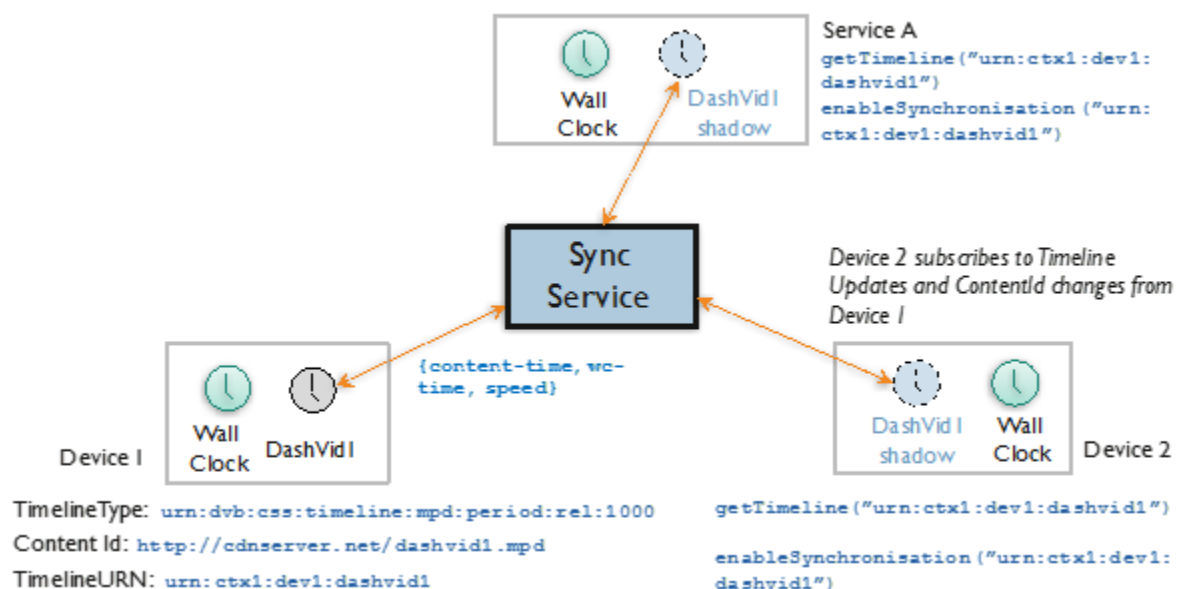 Service A
getTimeline("urn:ctx1:dev1:
dashvid1")
enableSynchronisation("urn:
ctx1:dev1:dashvid1")
Wall
Clock
DashVid1
shadow
Sync
Service
Device 2 subscribes to Timeline
Updates and ContentId changes from
Device 1
{content-time, wc-
time, speed}
Device 1
Wall
Clock
DashVid1
DashVid1
shadow
Wall
Clock
Device 2
TimelineType: urn:dvb:css:timeline:mpd:period:rel:1000
Content Id: http://cdnserver.net/dashvid1.mpd
TimelineURN: urn:ctx1:dev1:dashvid1
getTimeline("urn:ctx1:dev1:dashvid1")
enableSynchronisation("urn:ctx1:dev1:
dashvid1")